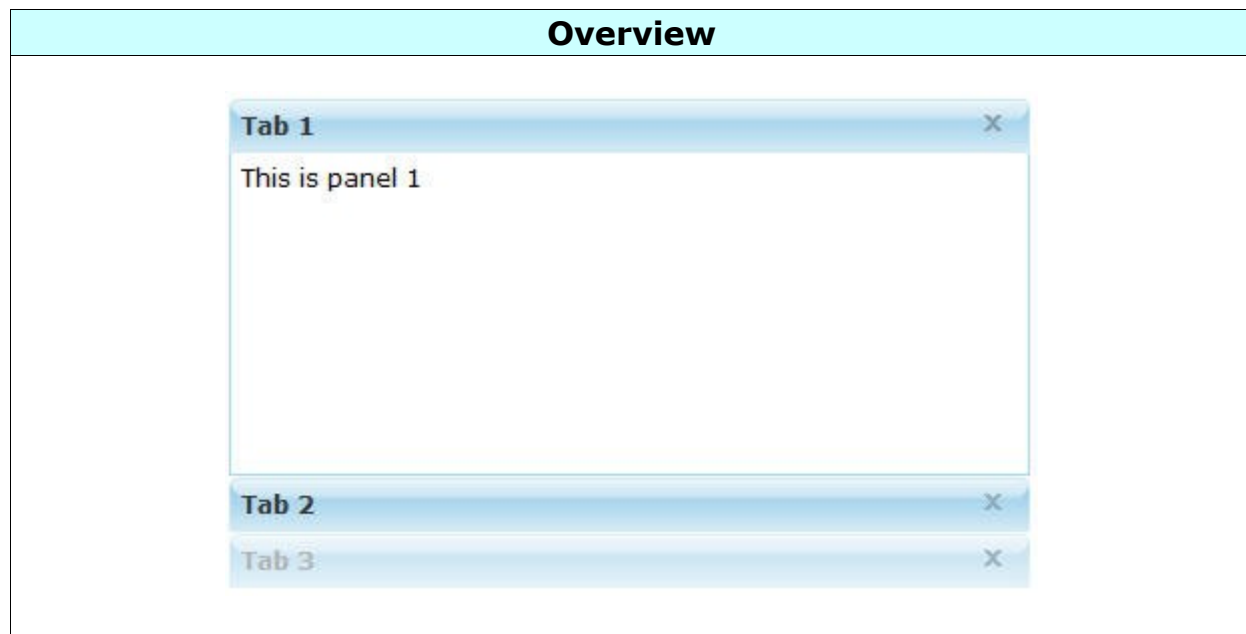 Overview
Tab 1 x
This is panel 1
Tab 2 x
Tab 3 x